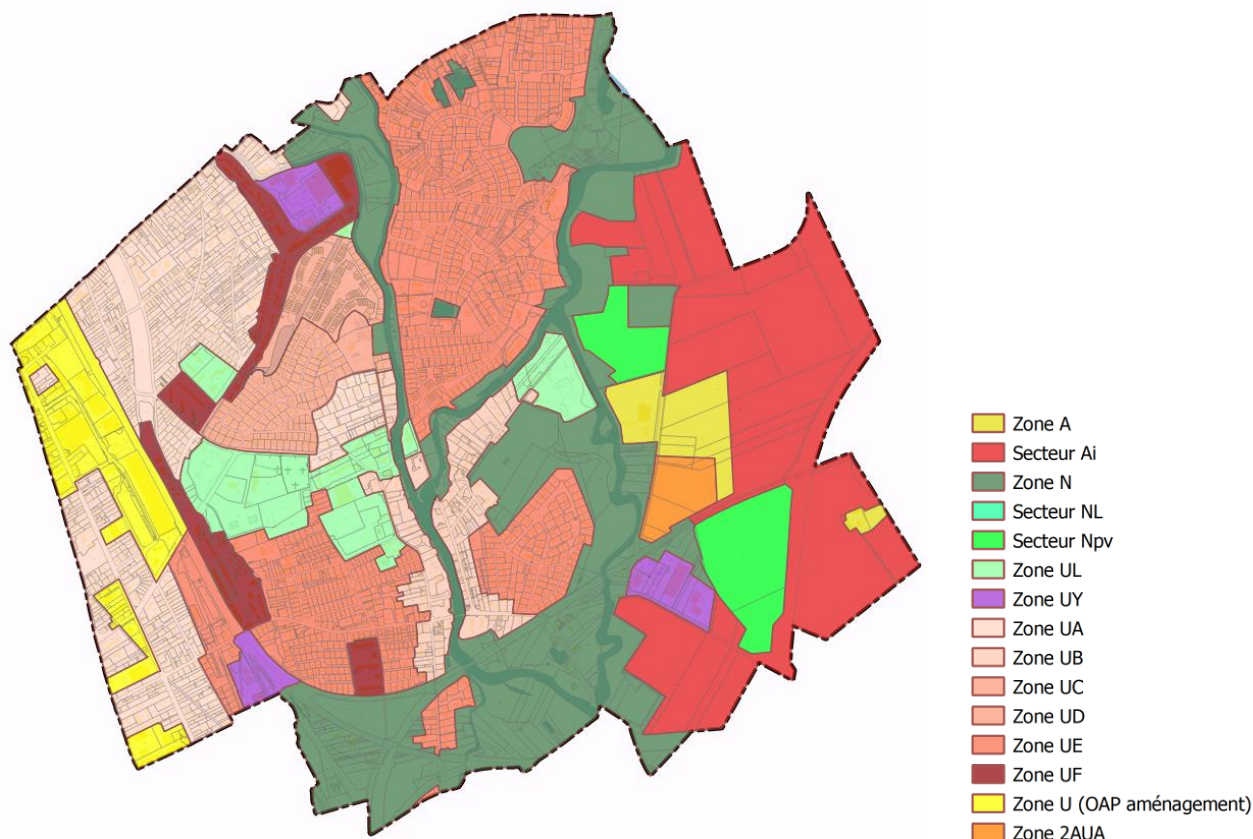 Zone A
Secteur Ai
Zone N
Secteur NL
Secteur Npv
Zone UL
Zone UY
Zone UA
Zone UB
Zone UC
Zone UD
Zone UE
Zone UF
Zone U (OAP aménagement)
Zone 2AUA